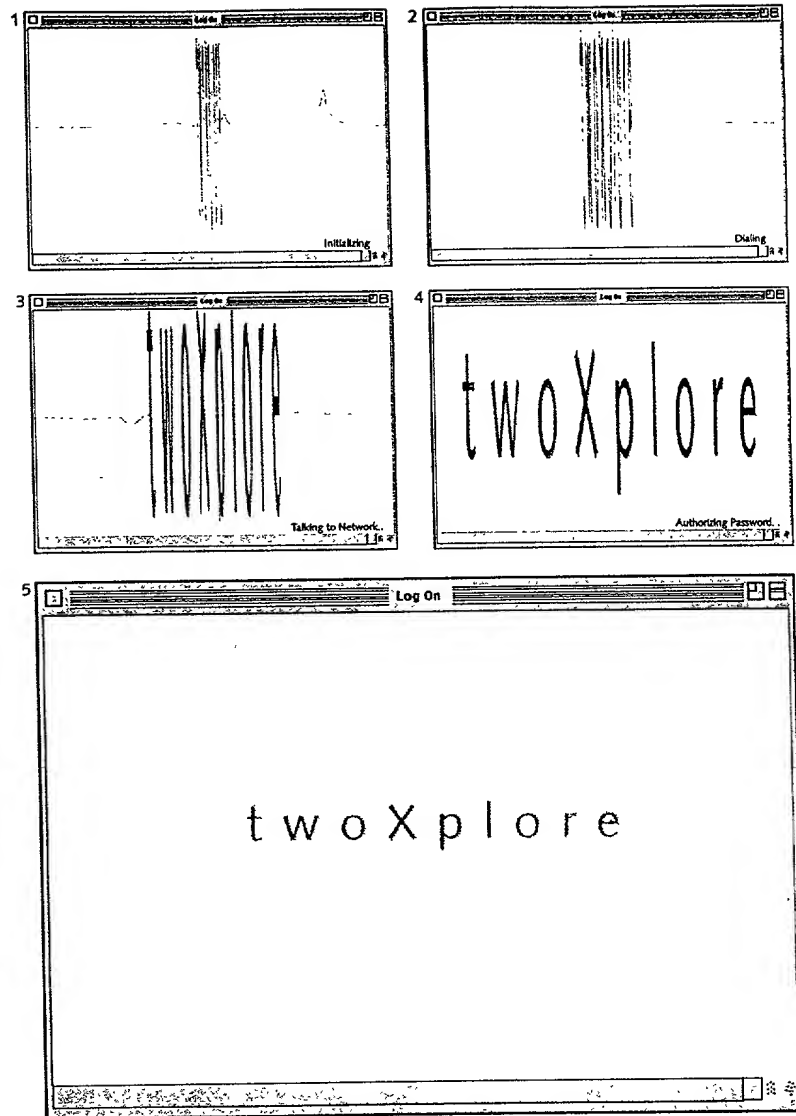 1
Log On
Initializing
2
Log On
Dialing
3
Log On
Talking to Network..
4
Log On
twoXplore
Authorizing Password..
5
Log On
twoXplore